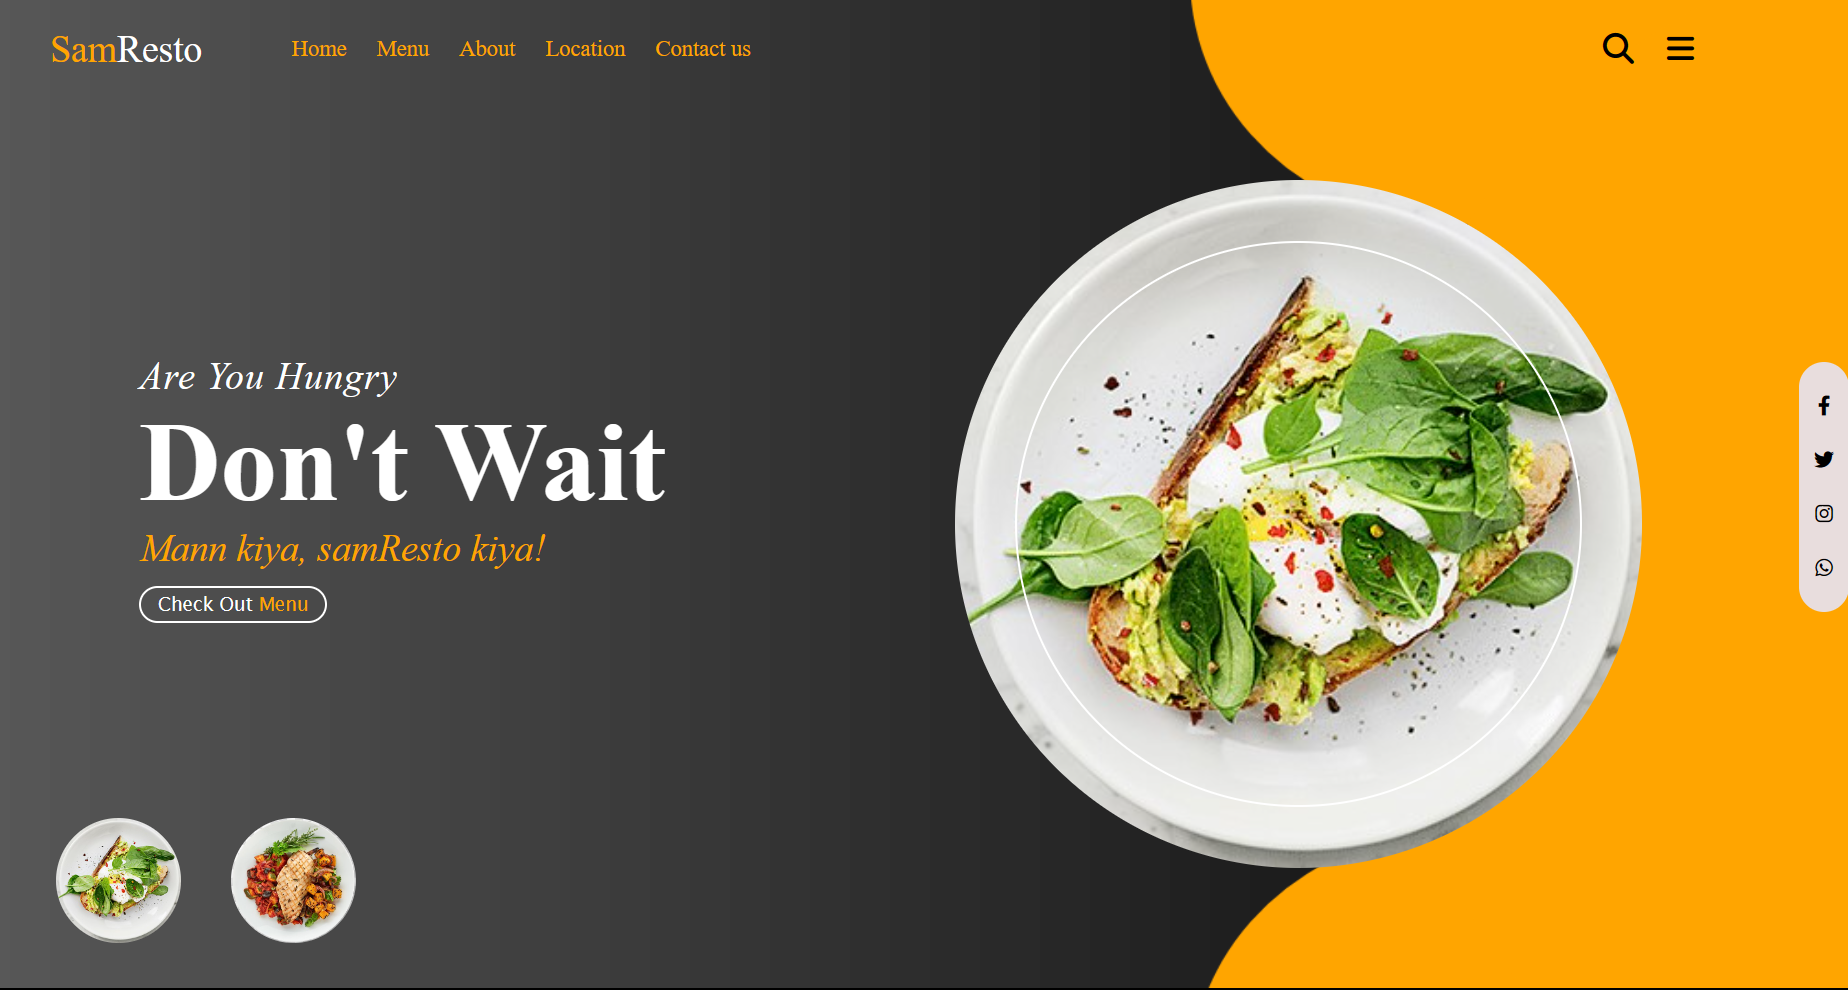 SamResto
Home Menu About Location Contact us
Are You Hungry
Don't Wait
Mann kiya, samResto kiya!
Check Out Menu